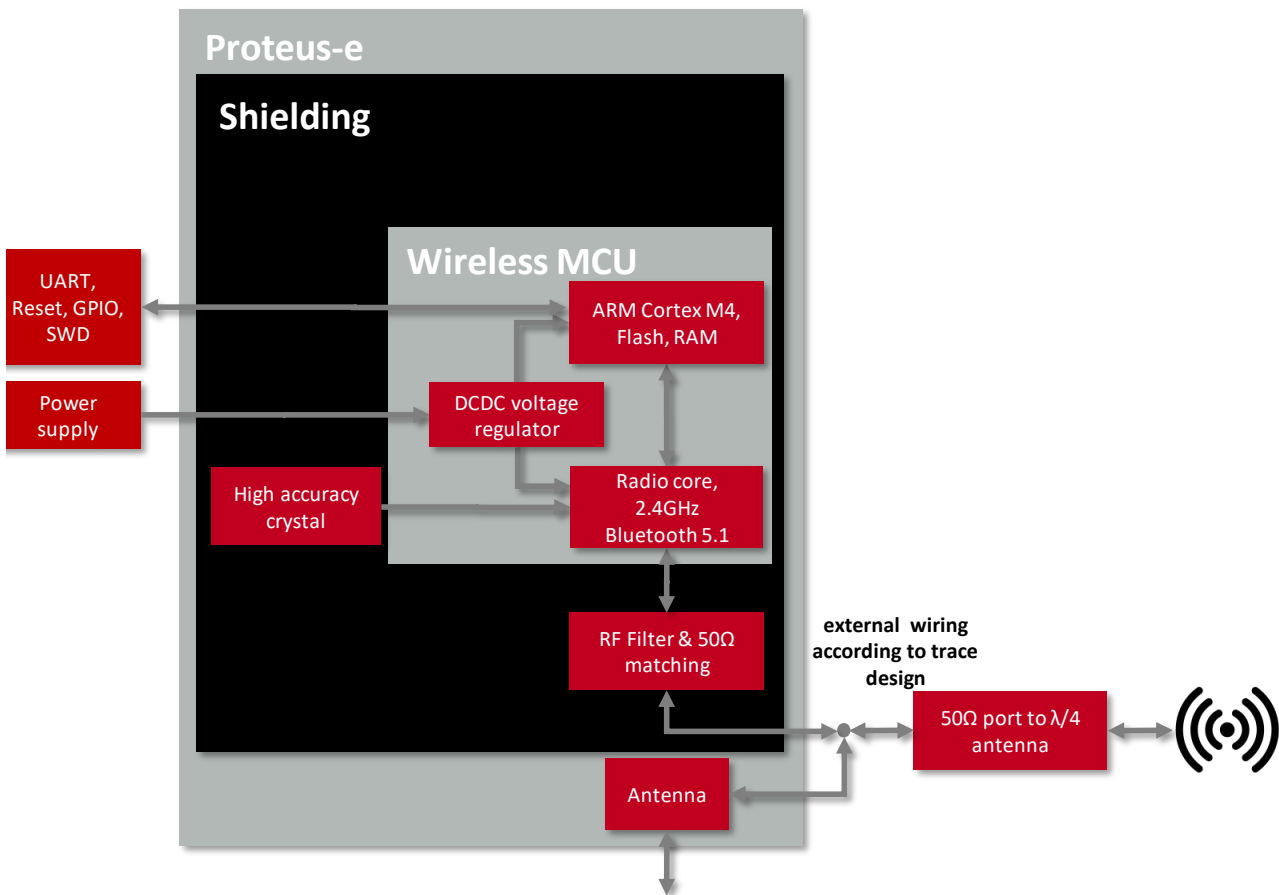 Proteus-e
Shielding
Wireless MCU
UART,
Reset, GPIO,
SWD
ARM Cortex M4,
Flash, RAM
Power
supply
DCDC voltage
regulator
High accuracy
crystal
Radio core,
2.4GHz
Bluetooth 5.1
RF Filter & 50Ω
matching
external wiring
according to trace
design
50Ω port to λ/4
antenna
Antenna